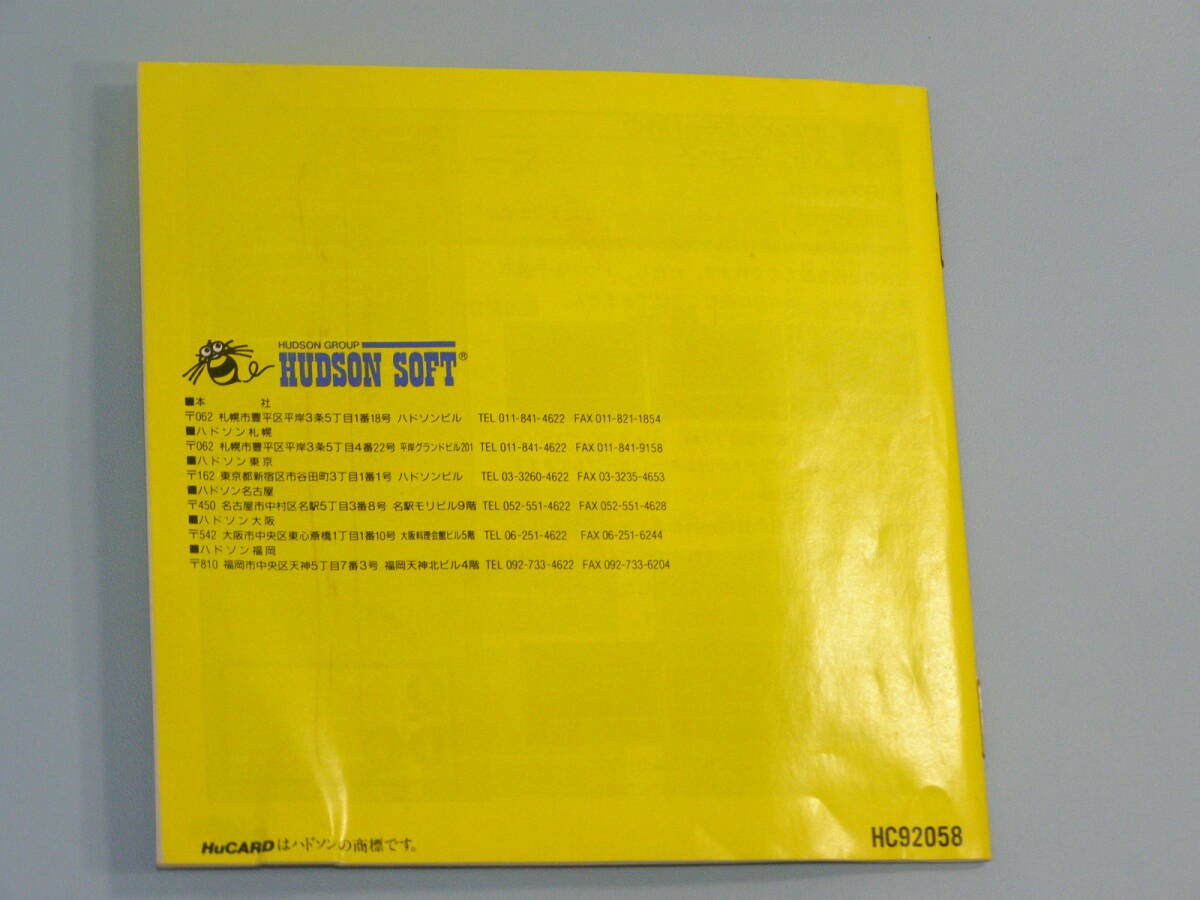 HUDSON GROUP
HUDSON SOFT®
■本　　　社
〒062 札幌市豊平区平岸3条5丁目1番18号 ハドソンビル TEL 011-841-4622 FAX 011-821-1854
■ハドソン札幌
〒062 札幌市豊平区平岸3条5丁目4番22号 平岸グランドビル201 TEL 011-841-4622 FAX 011-841-9158
■ハドソン東京
〒162 東京都新宿区市谷田町3丁目1番1号 ハドソンビル TEL 03-3260-4622 FAX 03-3235-4653
■ハドソン名古屋
〒450 名古屋市中村区名駅5丁目3番8号 名駅モリビル9階 TEL 052-551-4622 FAX 052-551-4628
■ハドソン大阪
〒542 大阪市中央区東心斎橋1丁目1番10号 大阪料理会館ビル5階 TEL 06-251-4622 FAX 06-251-6244
■ハドソン福岡
〒810 福岡市中央区天神5丁目7番3号 福岡天神北ビル4階 TEL 092-733-4622 FAX 092-733-6204
HuCARDはハドソンの商標です。
HC92058